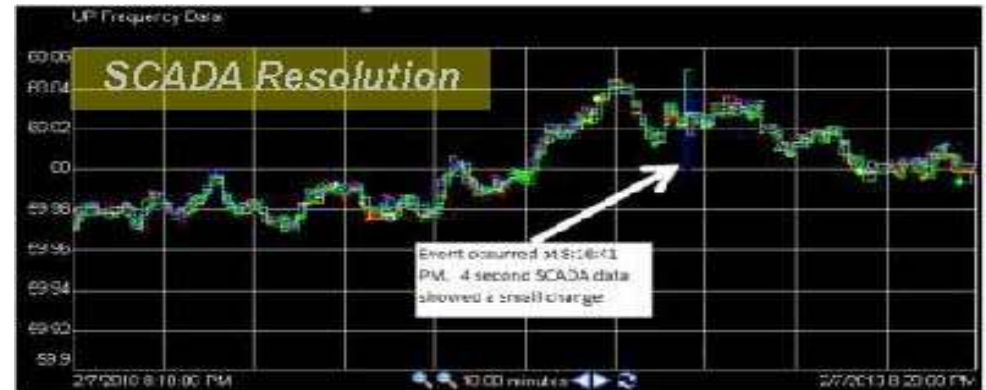 UP Frequency Data
SCADA Resolution
60.06
60.04
60.02
60
59.98
59.96
59.94
59.92
59.9
Event occurred at 8:16:41
PM. 4 second SCADA data
showed a small change
2/7/2010 8:10:00 PM
10.00 minutes
2/7/2010 8:20:00 PM